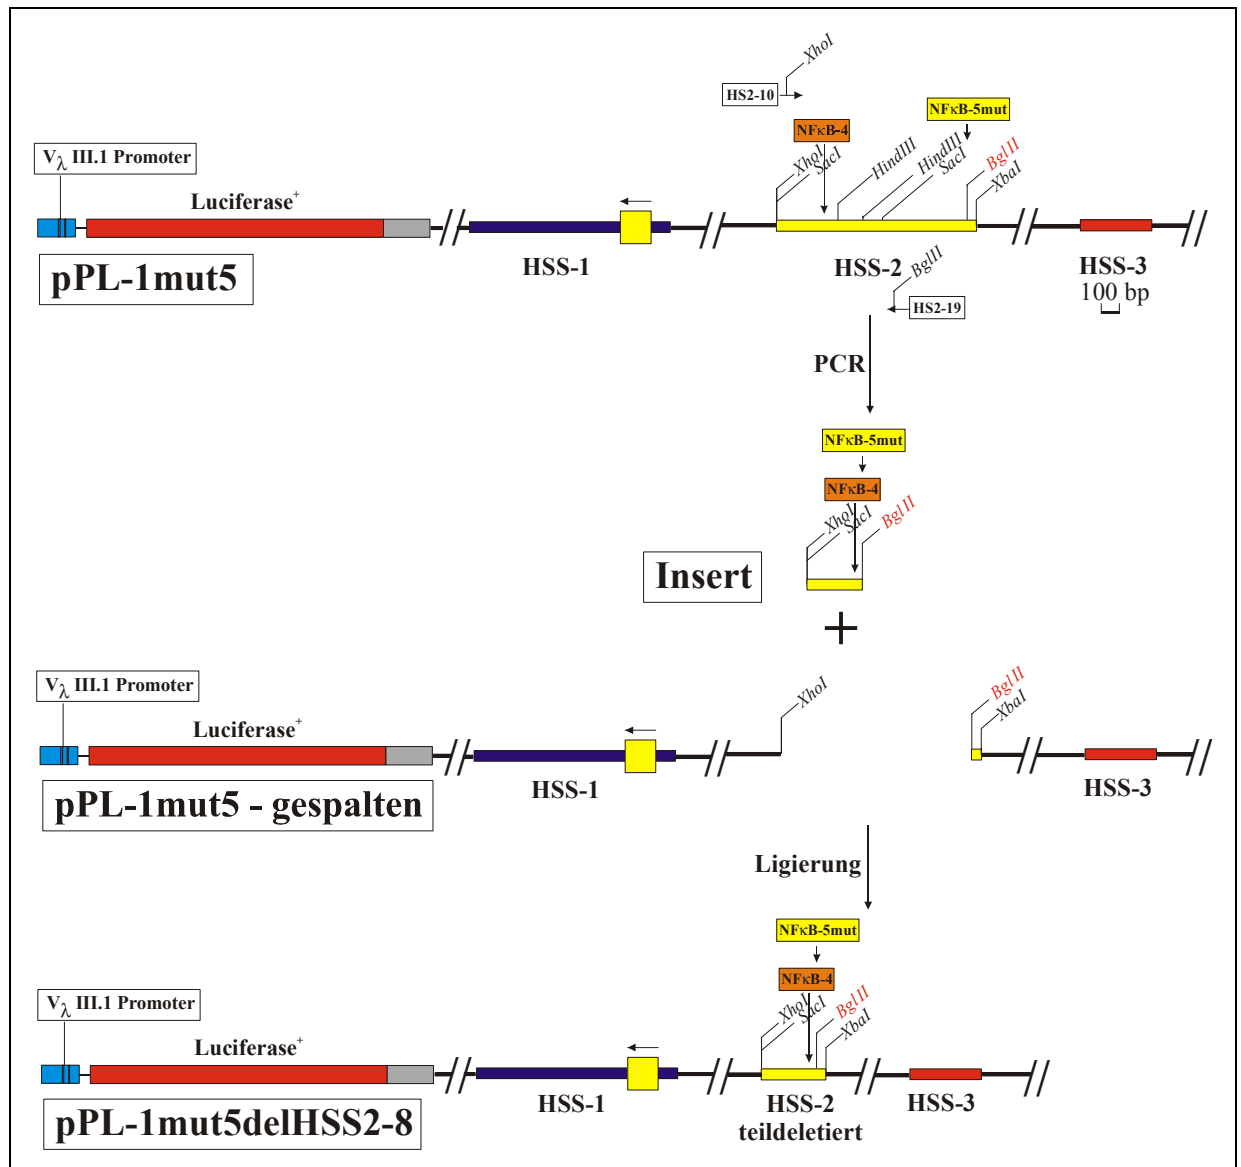 XhoI
HS2-10
NFκB-5mut
NFκB-4
Vλ III.1 Promoter
XhoI
SacI
HindIII
HindIII
SacI
BglII
XbaI
Luciferase+
HSS-1
HSS-2
HSS-3
pPL-1mut5
100 bp
BglII
HS2-19
PCR
NFκB-5mut
NFκB-4
XhoI
SacI
BglII
Insert
+
Vλ III.1 Promoter
XhoI
BglII
XbaI
Luciferase+
HSS-1
HSS-3
pPL-1mut5 - gespalten
Ligierung
NFκB-5mut
NFκB-4
Vλ III.1 Promoter
XhoI
SacI
BglII
XbaI
Luciferase+
HSS-1
HSS-2
teildeletiert
HSS-3
pPL-1mut5delHSS2-8